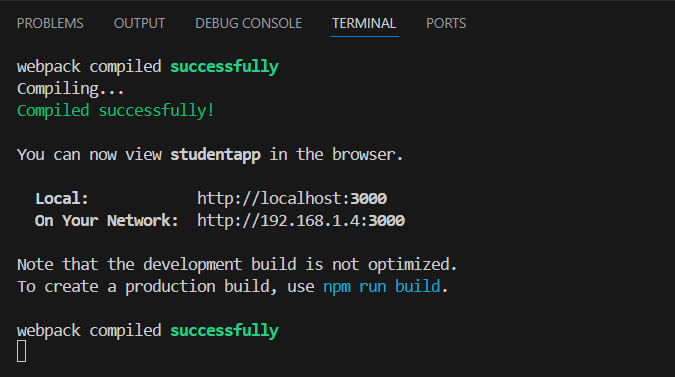 PROBLEMS OUTPUT DEBUG CONSOLE TERMINAL PORTS
webpack compiled successfully
Compiling...
Compiled successfully!
You can now view studentapp in the browser.
Local: http://localhost:3000
On Your Network: http://192.168.1.4:3000
Note that the development build is not optimized.
To create a production build, use npm run build.
webpack compiled successfully